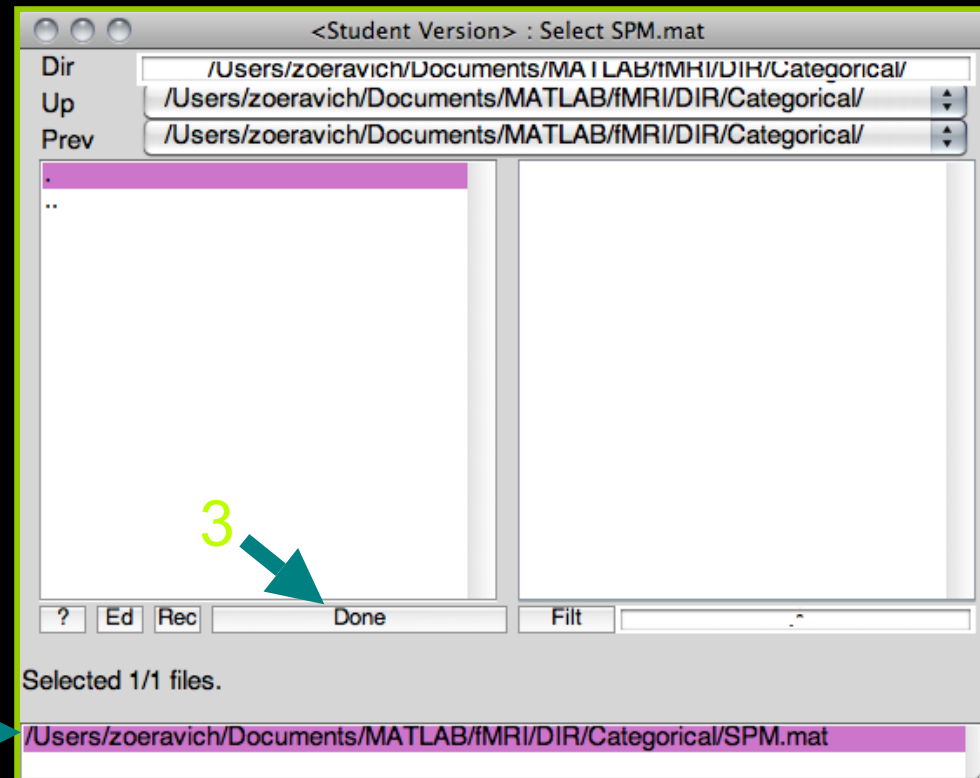 <Student Version> : Select SPM.mat
Dir /Users/zoeravich/Documents/MATLAB/fMRI/DIR/Categorical/
Up /Users/zoeravich/Documents/MATLAB/fMRI/DIR/Categorical/
Prev /Users/zoeravich/Documents/MATLAB/fMRI/DIR/Categorical/
.
..
3
? Ed Rec Done Filt
Selected 1/1 files.
/Users/zoeravich/Documents/MATLAB/fMRI/DIR/Categorical/SPM.mat